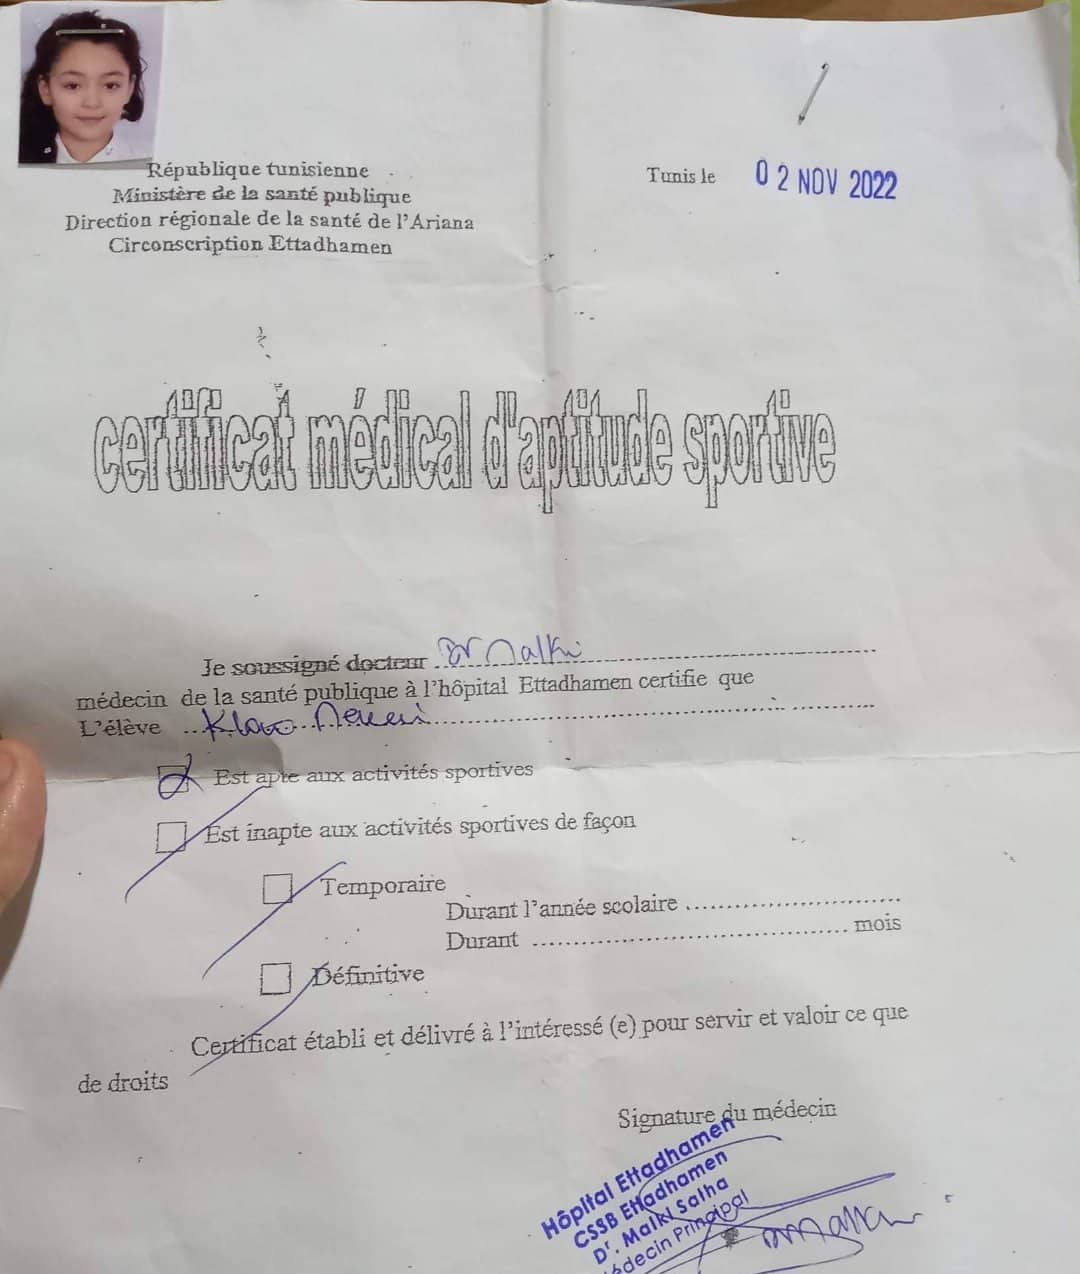 République tunisienne
Ministère de la santé publique
Direction régionale de la santé de l'Ariana
Circonscription Ettadhamen
Tunis le 02 NOV 2022
certificat médical d'aptitude sportive
Je soussigné docteur Dr Malki
médecin de la santé publique à l'hôpital Ettadhamen certifie que
L'élève
Est apte aux activités sportives
Est inapte aux activités sportives de façon
Temporaire
Durant l'année scolaire
Durant mois
Définitive
Certificat établi et délivré à l'intéressé (e) pour servir et valoir ce que
de droits
Signature du médecin
Hôpital Ettadhamen
CSSB Ettadhamen
Dr. Malki Salha
Médecin Principal